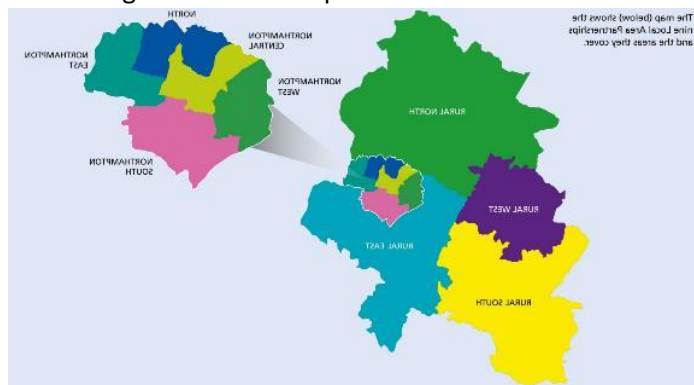 The map (below) shows the
nine Local Area Partnerships
and the areas they cover.
NORTH
NORTHAMPTON
CENTRAL
NORTHAMPTON
EAST
NORTHAMPTON
WEST
NORTHAMPTON
SOUTH
RURAL NORTH
RURAL WEST
RURAL EAST
RURAL SOUTH